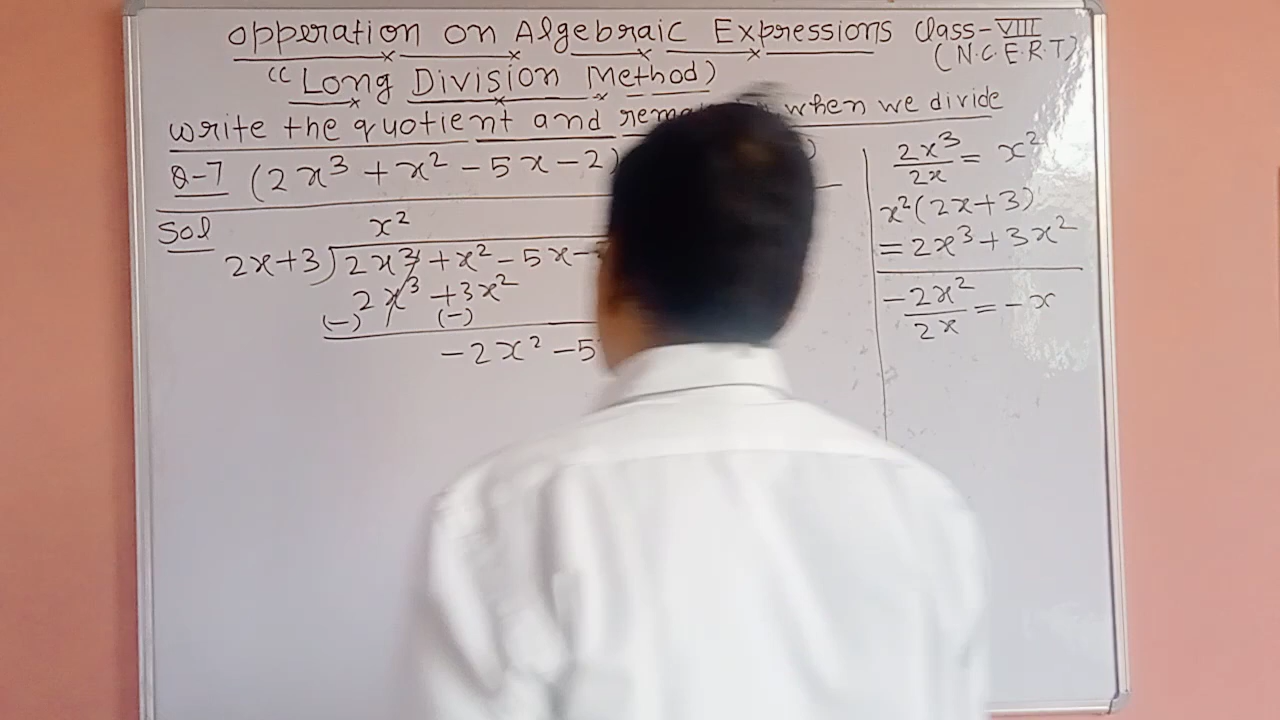 Opperation on Algebraic Expressions Class-VIII
(N.C.E.R.T)
"Long Division Method)
write the quotient and when we divide
Q-7 (2x³ + x² - 5x - 2)
Sol
x²
2x+3)2x³ + x² - 5x -
2x³ + 3x²
(-) (-)
-2x² - 5
2x³/2x = x²
x²(2x+3)
= 2x³ + 3x²
-2x²/2x = -x